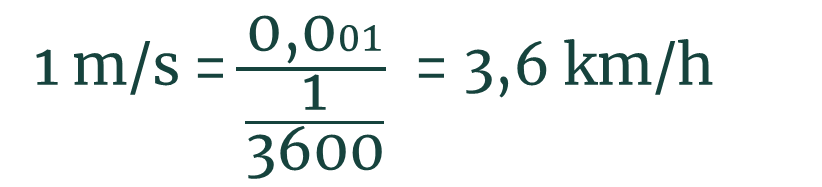 1 m/s = 0,001 / (1 / 3600) = 3,6 km/h